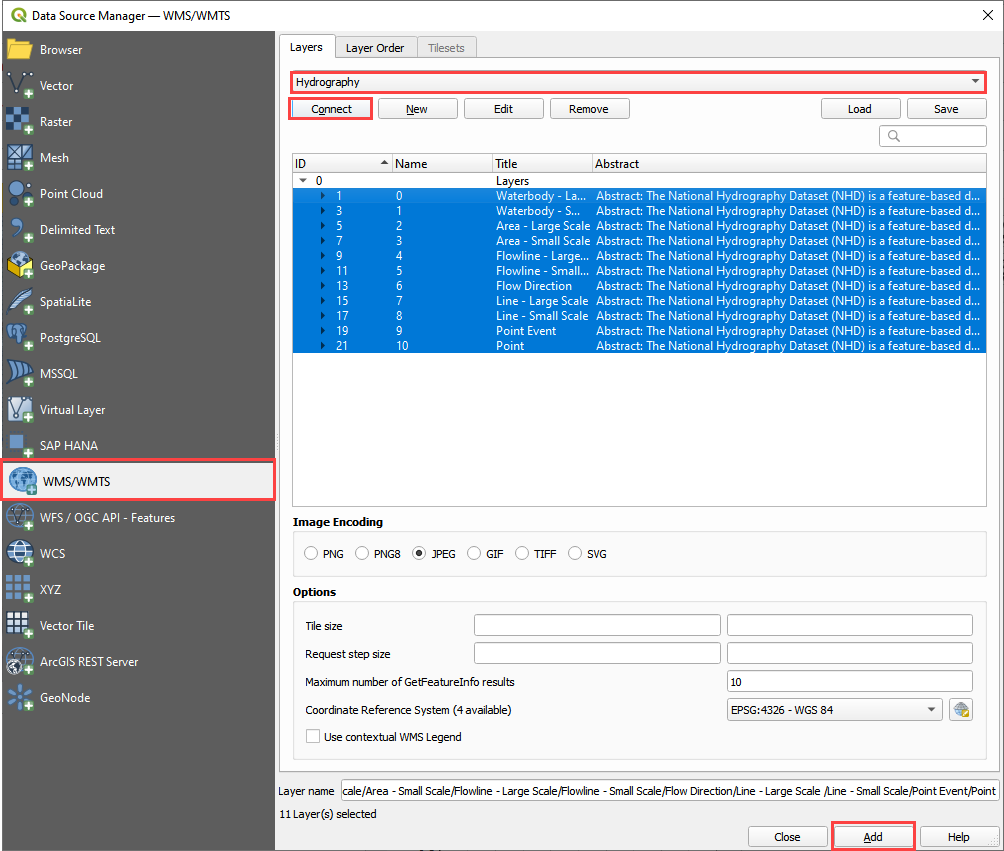 Data Source Manager — WMS/WMTS
Browser
Vector
Raster
Mesh
Point Cloud
Delimited Text
GeoPackage
SpatiaLite
PostgreSQL
MSSQL
Virtual Layer
SAP HANA
WMS/WMTS
WFS / OGC API - Features
WCS
XYZ
Vector Tile
ArcGIS REST Server
GeoNode
Layers Layer Order Tilesets
Hydrography
Connect New Edit Remove Load Save
ID Name Title Abstract
0 Layers
1 0 Waterbody - La... Abstract: The National Hydrography Dataset (NHD) is a feature-based d...
3 1 Waterbody - S... Abstract: The National Hydrography Dataset (NHD) is a feature-based d...
5 2 Area - Large Scale Abstract: The National Hydrography Dataset (NHD) is a feature-based d...
7 3 Area - Small Scale Abstract: The National Hydrography Dataset (NHD) is a feature-based d...
9 4 Flowline - Large... Abstract: The National Hydrography Dataset (NHD) is a feature-based d...
11 5 Flowline - Small... Abstract: The National Hydrography Dataset (NHD) is a feature-based d...
13 6 Flow Direction Abstract: The National Hydrography Dataset (NHD) is a feature-based d...
15 7 Line - Large Scale Abstract: The National Hydrography Dataset (NHD) is a feature-based d...
17 8 Line - Small Scale Abstract: The National Hydrography Dataset (NHD) is a feature-based d...
19 9 Point Event Abstract: The National Hydrography Dataset (NHD) is a feature-based d...
21 10 Point Abstract: The National Hydrography Dataset (NHD) is a feature-based d...
Image Encoding
PNG PNG8 JPEG GIF TIFF SVG
Options
Tile size
Request step size
Maximum number of GetFeatureInfo results 10
Coordinate Reference System (4 available) EPSG:4326 - WGS 84
Use contextual WMS Legend
Layer name cale/Area - Small Scale/Flowline - Large Scale/Flowline - Small Scale/Flow Direction/Line - Large Scale /Line - Small Scale/Point Event/Point
11 Layer(s) selected
Close Add Help